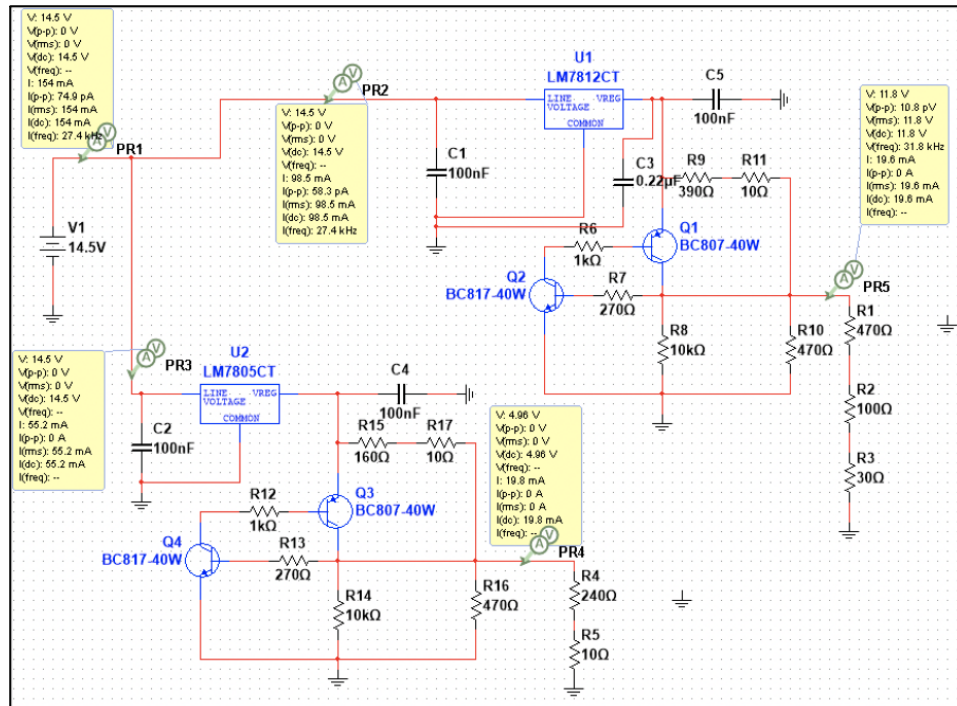 V: 14.5 V
V(p-p): 0 V
V(rms): 0 V
V(dc): 14.5 V
V(freq): --
I: 154 mA
I(p-p): 74.9 pA
I(rms): 154 mA
I(dc): 154 mA
I(freq): 27.4 kHz
A
V
PR1
V1
14.5V
A
V
PR2
V: 14.5 V
V(p-p): 0 V
V(rms): 0 V
V(dc): 14.5 V
V(freq): --
I: 98.5 mA
I(p-p): 58.3 pA
I(rms): 98.5 mA
I(dc): 98.5 mA
I(freq): 27.4 kHz
C1
100nF
U1
LM7812CT
LINE VREG
VOLTAGE
COMMON
C5
100nF
C3
0.22µF
R9
390Ω
R11
10Ω
V: 11.8 V
V(p-p): 10.8 pV
V(rms): 11.8 V
V(dc): 11.8 V
V(freq): 31.8 kHz
I: 19.6 mA
I(p-p): 0 A
I(rms): 19.6 mA
I(dc): 19.6 mA
I(freq): --
R6
1kΩ
Q1
BC807-40W
Q2
BC817-40W
R7
270Ω
A
V
PR5
R8
10kΩ
R10
470Ω
R1
470Ω
R2
100Ω
R3
30Ω
V: 14.5 V
V(p-p): 0 V
V(rms): 0 V
V(dc): 14.5 V
V(freq): --
I: 55.2 mA
I(p-p): 0 A
I(rms): 55.2 mA
I(dc): 55.2 mA
I(freq): --
A
V
PR3
U2
LM7805CT
LINE VREG
VOLTAGE
COMMON
C2
100nF
C4
100nF
R15
160Ω
R17
10Ω
V: 4.96 V
V(p-p): 0 V
V(rms): 0 V
V(dc): 4.96 V
V(freq): --
I: 19.8 mA
I(p-p): 0 A
I(rms): 0 A
I(dc): 19.8 mA
I(freq): --
R12
1kΩ
Q3
BC807-40W
Q4
BC817-40W
R13
270Ω
A
V
PR4
R14
10kΩ
R16
470Ω
R4
240Ω
R5
10Ω